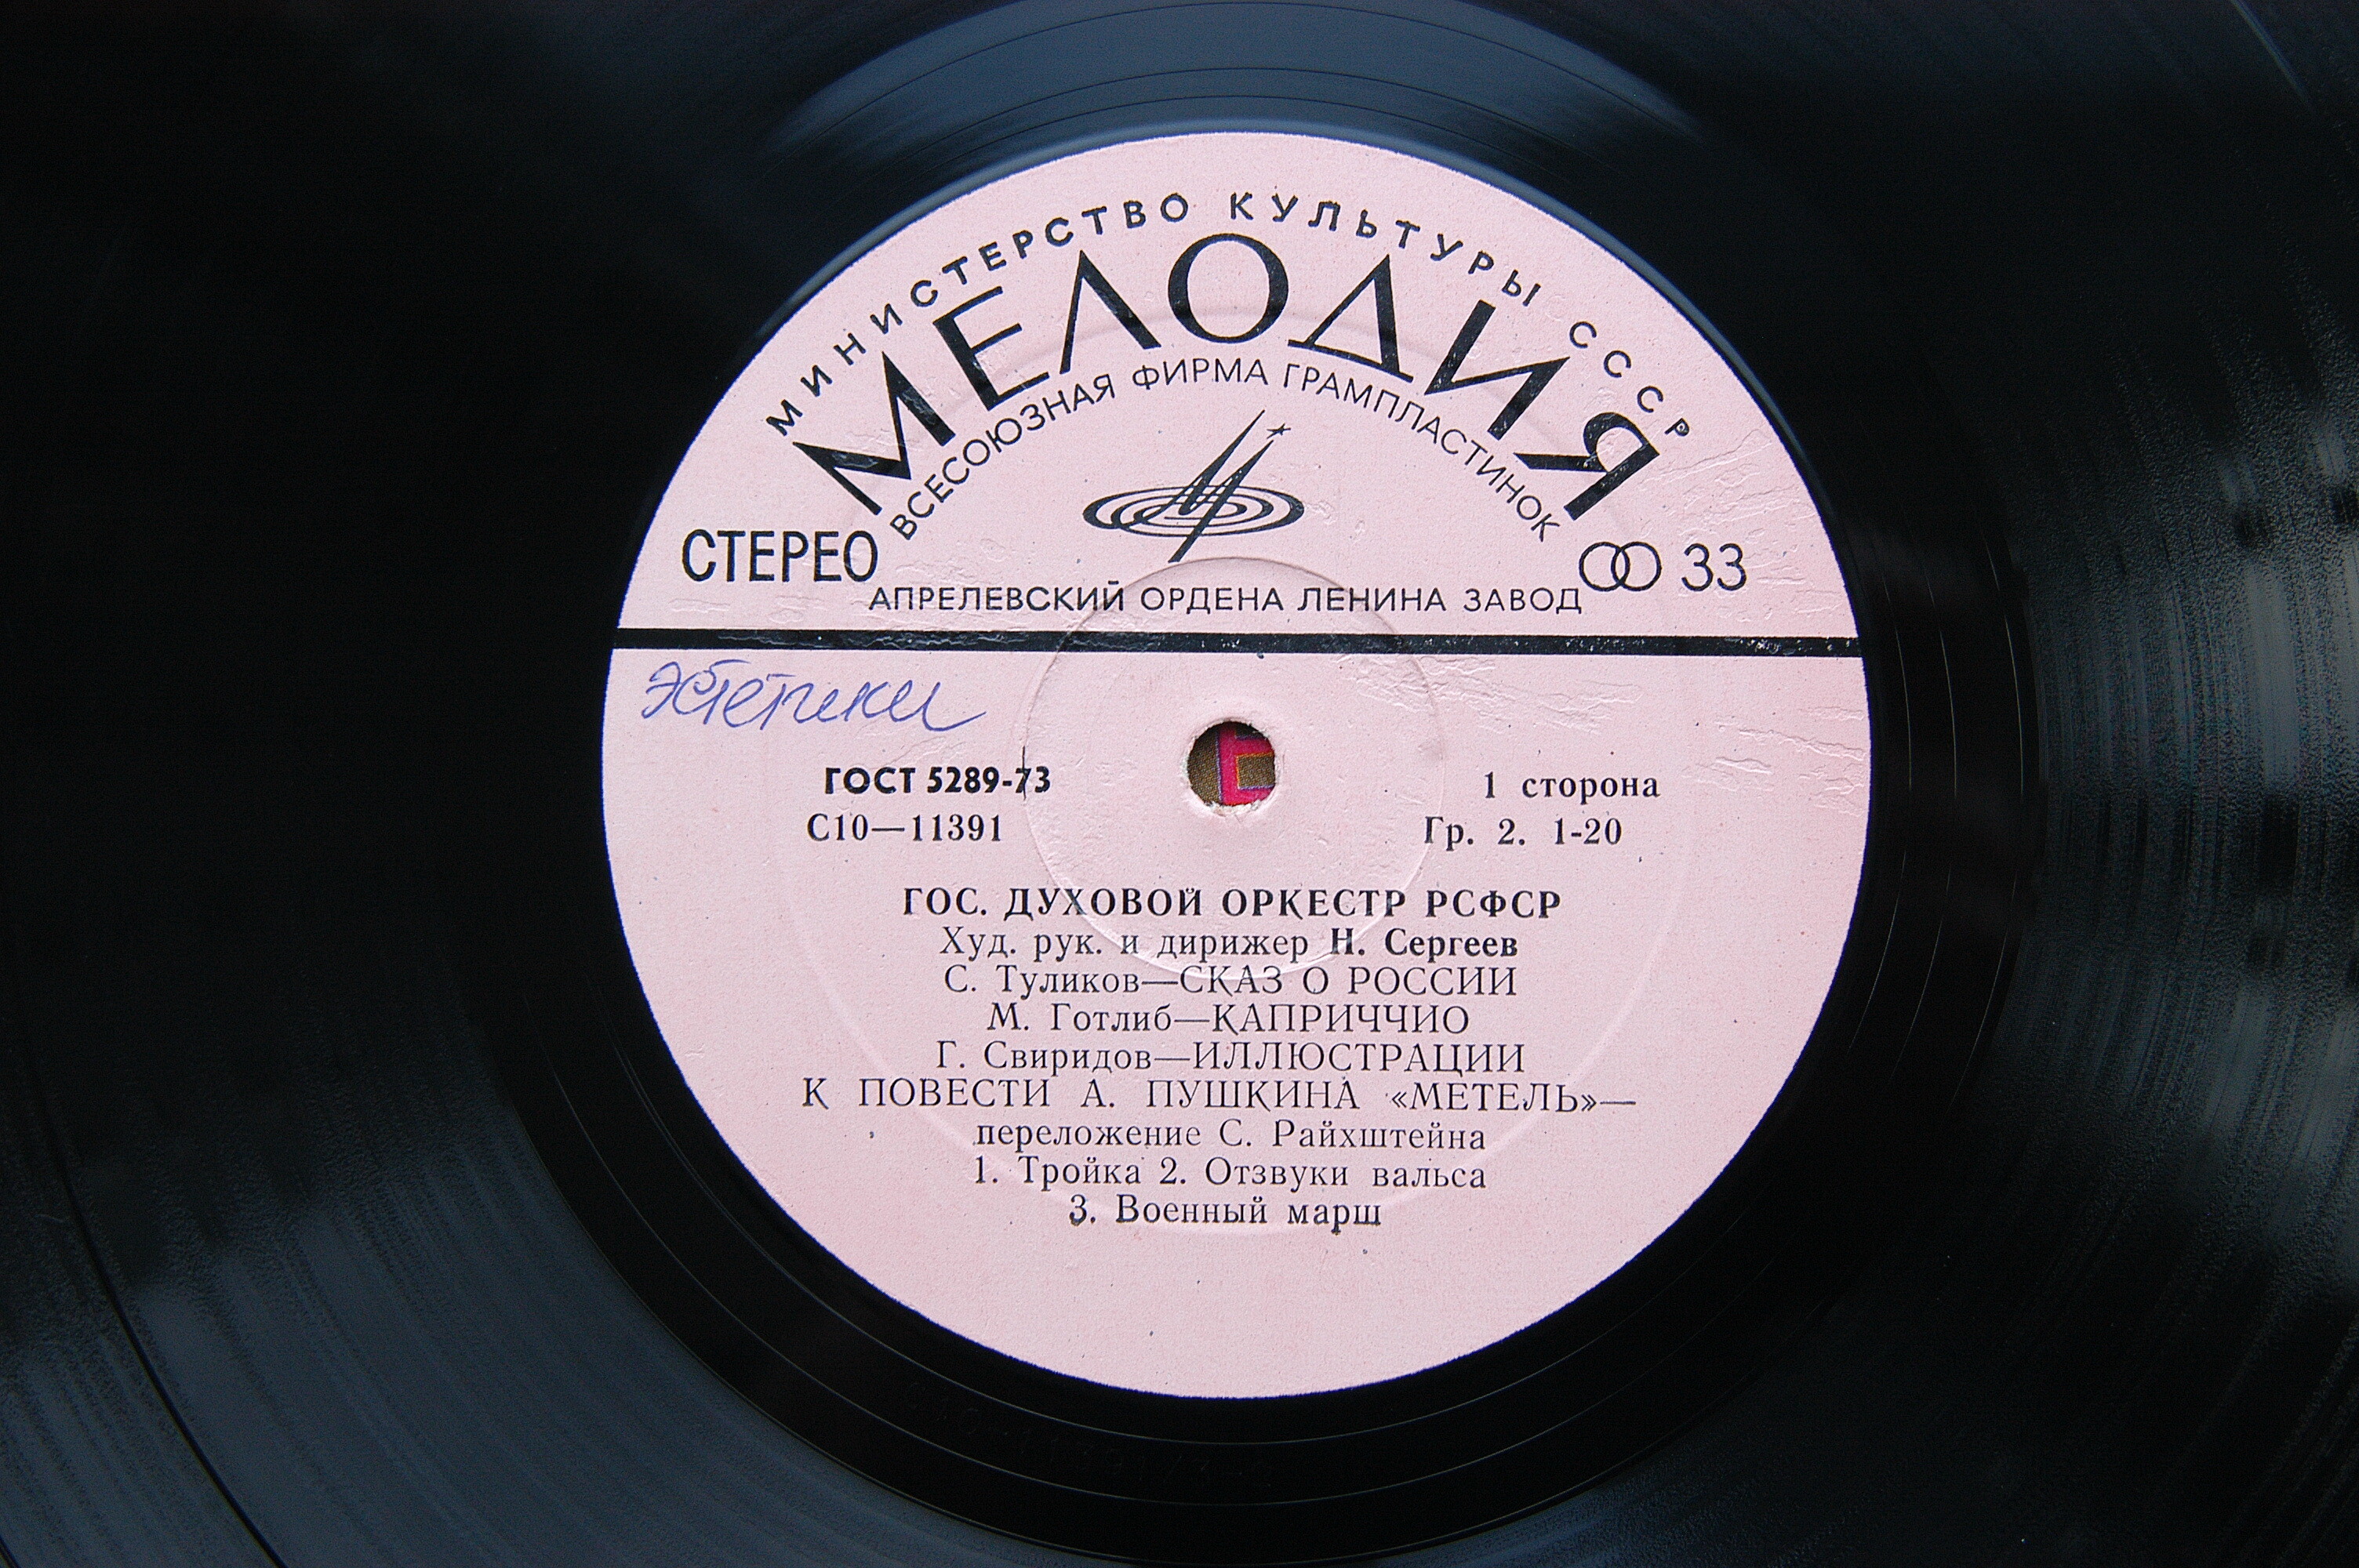 МИНИСТЕРСТВО КУЛЬТУРЫ СССР
МЕЛОДИЯ
ВСЕСОЮЗНАЯ ФИРМА ГРАМПЛАСТИНОК
СТЕРЕО
33
АПРЕЛЕВСКИЙ ОРДЕНА ЛЕНИНА ЗАВОД
эстетики
ГОСТ 5289-73
1 сторона
С10—11391
Гр. 2. 1-20
ГОС. ДУХОВОЙ ОРКЕСТР РСФСР
Худ. рук. и дирижер Н. Сергеев
С. Туликов—СКАЗ О РОССИИ
М. Готлиб—КАПРИЧЧИО
Г. Свиридов—ИЛЛЮСТРАЦИИ
К ПОВЕСТИ А. ПУШКИНА «МЕТЕЛЬ»—
переложение С. Райхштейна
1. Тройка 2. Отзвуки вальса
3. Военный марш